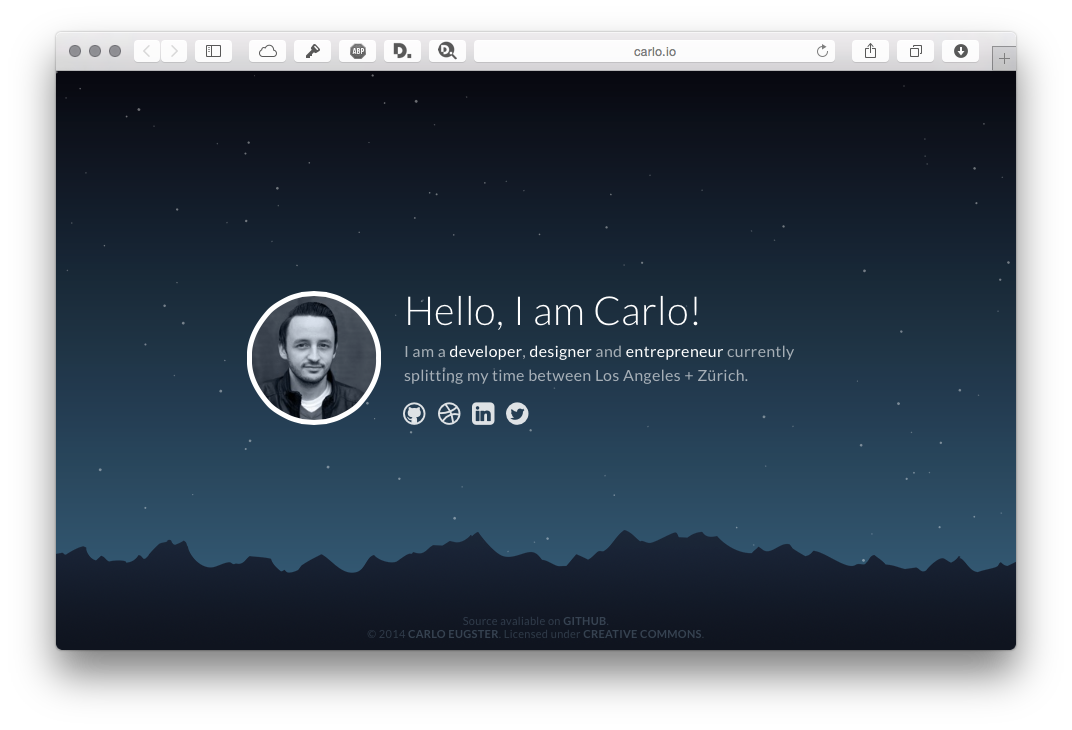 ABP
D.
D
carlo.io
Hello, I am Carlo!
I am a developer, designer and entrepreneur currently
splitting my time between Los Angeles + Zürich.
in
Source avaliable on GITHUB.
© 2014 CARLO EUGSTER. Licensed under CREATIVE COMMONS.